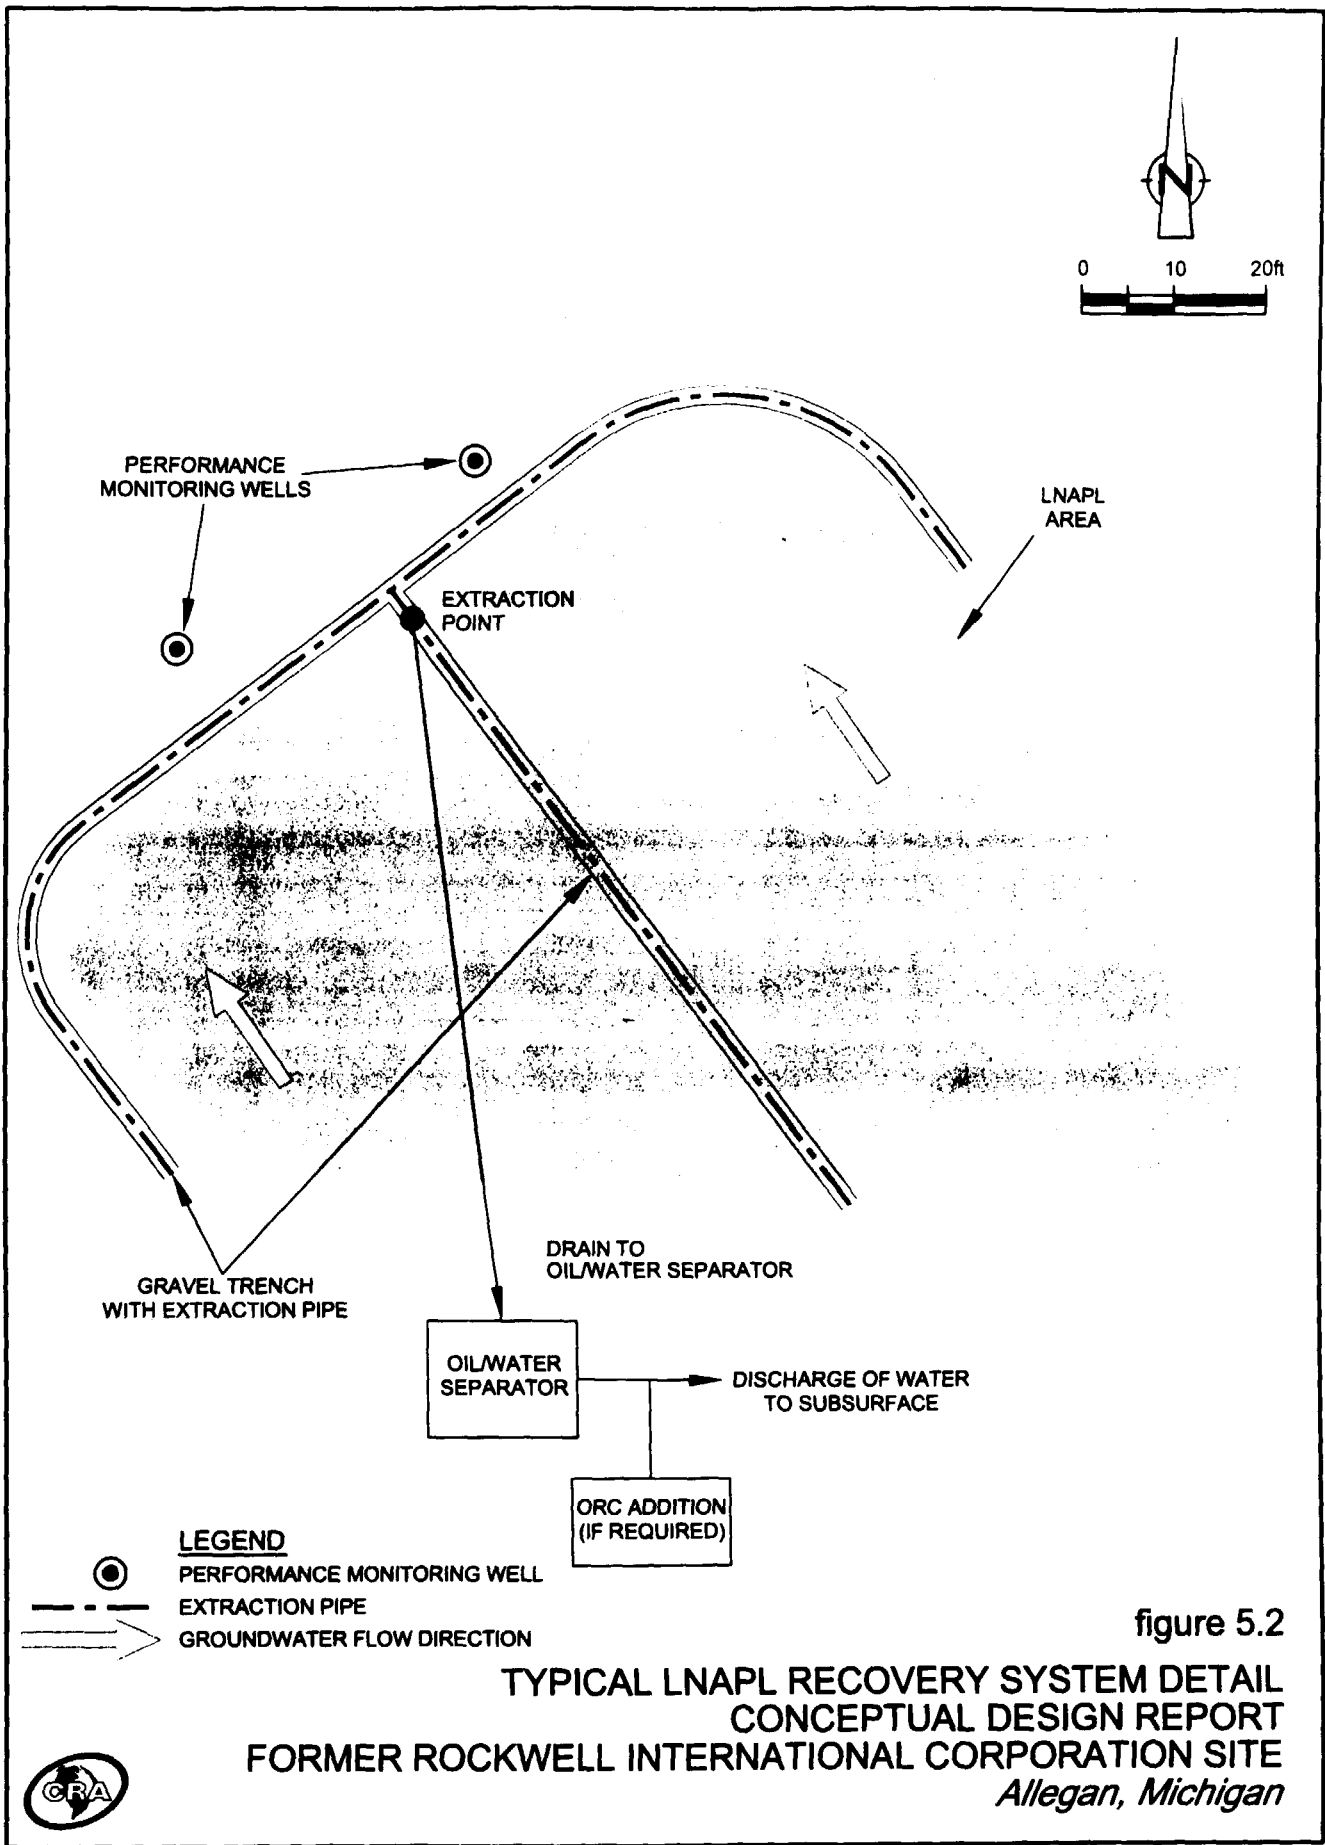 N
0 10 20ft
PERFORMANCE
MONITORING WELLS
LNAPL
AREA
EXTRACTION
POINT
DRAIN TO
OIL/WATER SEPARATOR
GRAVEL TRENCH
WITH EXTRACTION PIPE
OIL/WATER
SEPARATOR
DISCHARGE OF WATER
TO SUBSURFACE
ORC ADDITION
(IF REQUIRED)
LEGEND
PERFORMANCE MONITORING WELL
EXTRACTION PIPE
GROUNDWATER FLOW DIRECTION
figure 5.2
TYPICAL LNAPL RECOVERY SYSTEM DETAIL
CONCEPTUAL DESIGN REPORT
FORMER ROCKWELL INTERNATIONAL CORPORATION SITE
Allegan, Michigan
CRA